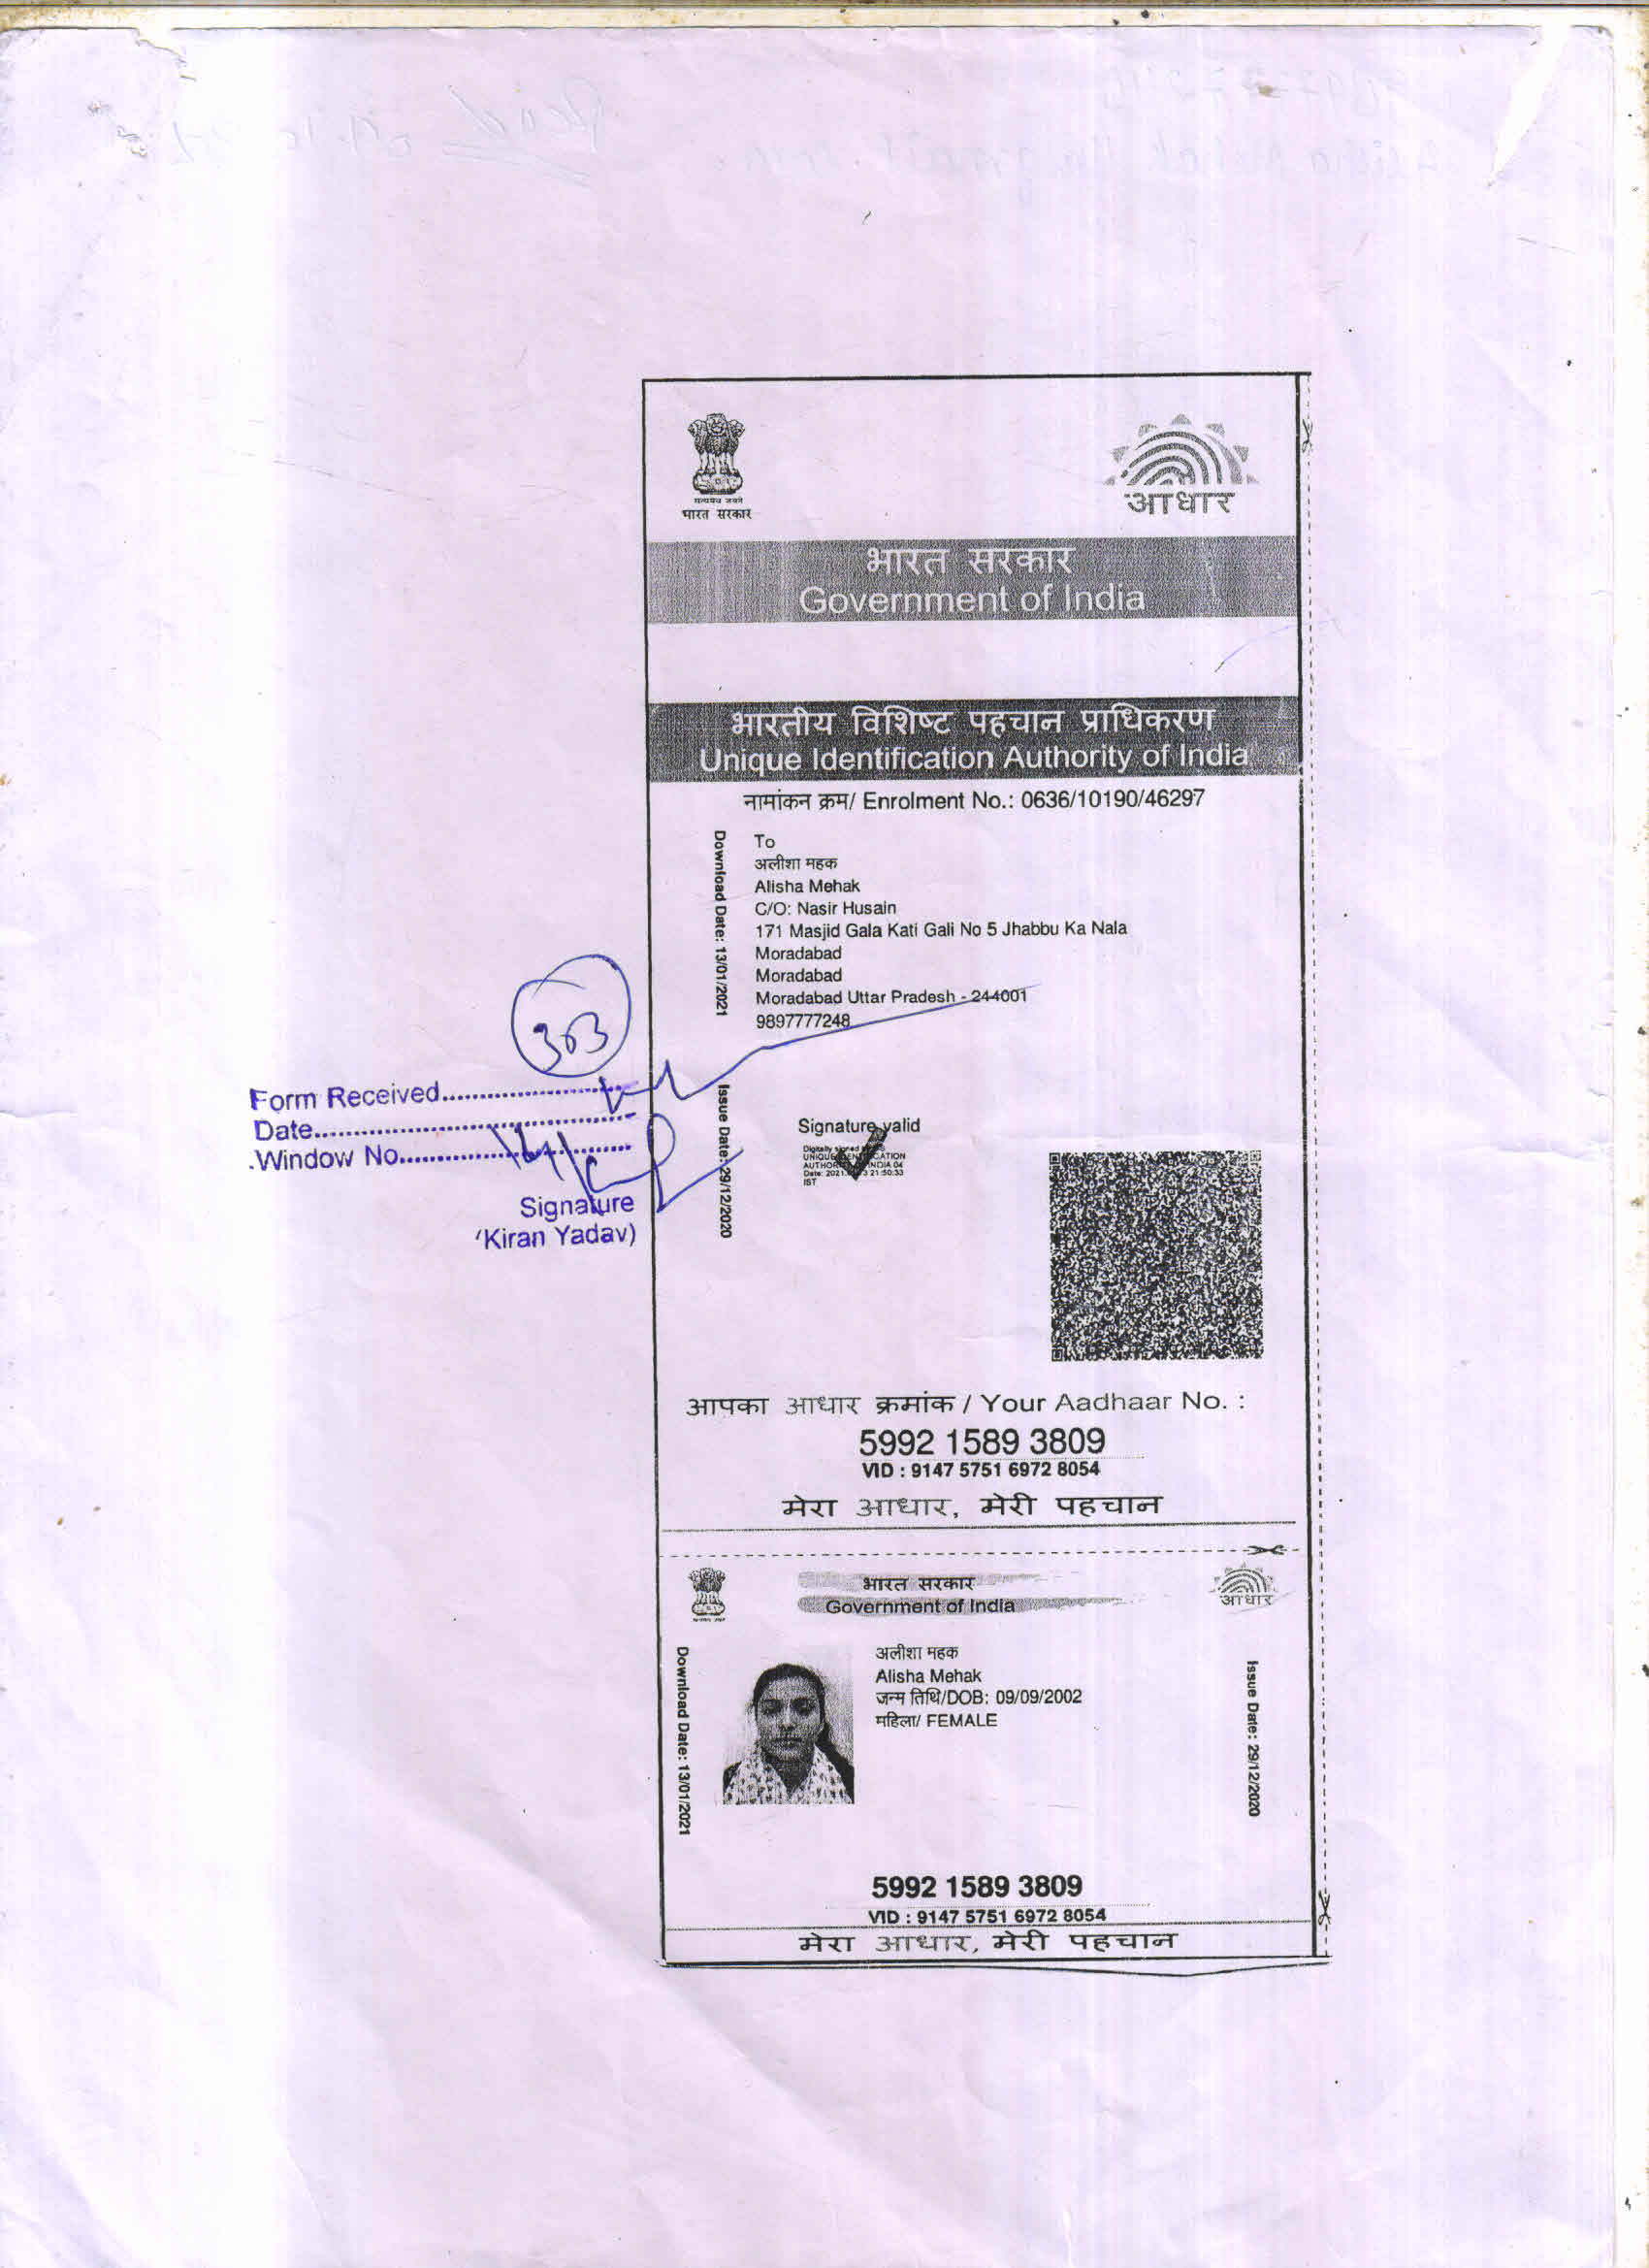 सत्यमेव जयते
भारत सरकार
आधार
भारत सरकार
Government of India
भारतीय विशिष्ट पहचान प्राधिकरण
Unique Identification Authority of India
नामांकन क्रम/ Enrolment No.: 0636/10190/46297
Download Date: 13/01/2021
To
अलीशा महक
Alisha Mehak
C/O: Nasir Husain
171 Masjid Gala Kati Gali No 5 Jhabbu Ka Nala
Moradabad
Moradabad
Moradabad Uttar Pradesh - 244001
9897777248
363
Form Received
Date
Window No.
Signature
(Kiran Yadav)
Issue Date: 29/12/2020
Signature valid
आपका आधार क्रमांक / Your Aadhaar No. :
5992 1589 3809
VID : 9147 5751 6972 8054
मेरा आधार, मेरी पहचान
भारत सरकार
Government of India
आधार
Download Date: 13/01/2021
अलीशा महक
Alisha Mehak
जन्म तिथि/DOB: 09/09/2002
महिला/ FEMALE
Issue Date: 29/12/2020
5992 1589 3809
VID : 9147 5751 6972 8054
मेरा आधार, मेरी पहचान